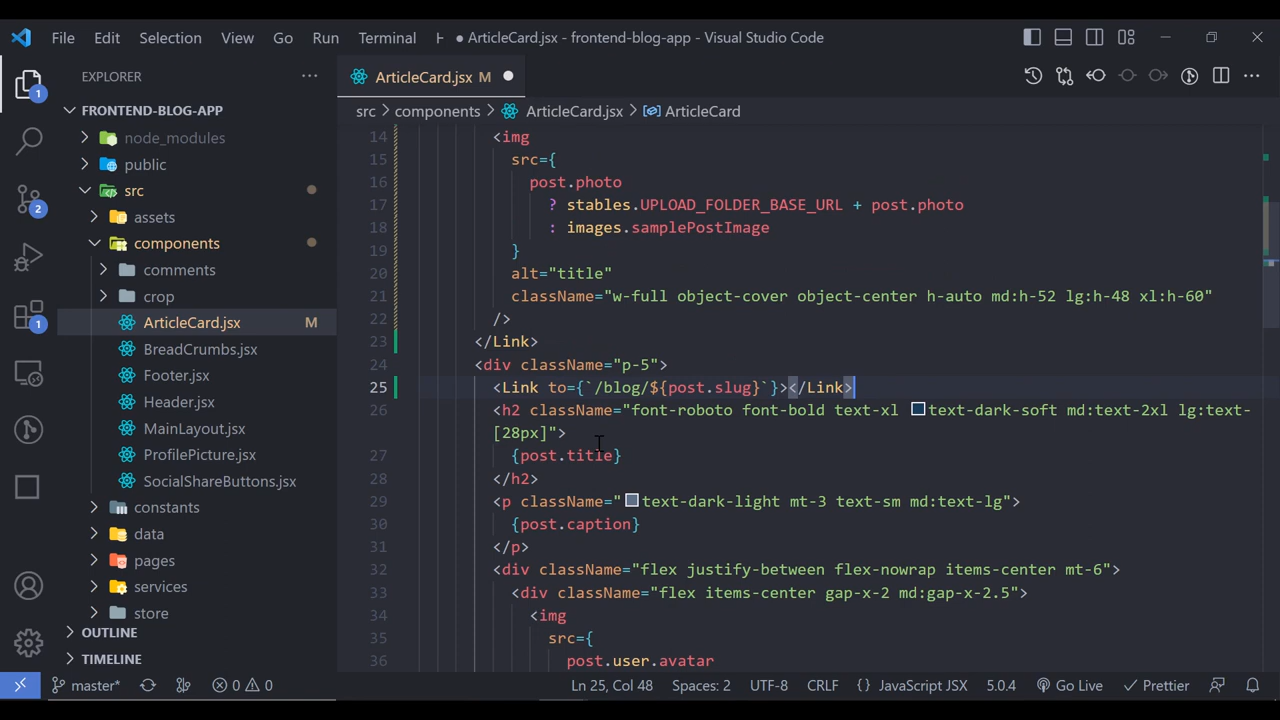 File Edit Selection View Go Run Terminal ● ArticleCard.jsx - frontend-blog-app - Visual Studio Code
EXPLORER
FRONTEND-BLOG-APP
node_modules
public
src
assets
components
comments
crop
ArticleCard.jsx M
BreadCrumbs.jsx
Footer.jsx
Header.jsx
MainLayout.jsx
ProfilePicture.jsx
SocialShareButtons.jsx
constants
data
pages
services
store
OUTLINE
TIMELINE
1
2
1
ArticleCard.jsx M
src > components > ArticleCard.jsx > ArticleCard
14 <img
15 src={
16 post.photo
17 ? stables.UPLOAD_FOLDER_BASE_URL + post.photo
18 : images.samplePostImage
19 }
20 alt="title"
21 className="w-full object-cover object-center h-auto md:h-52 lg:h-48 xl:h-60"
22 />
23 </Link>
24 <div className="p-5">
25 <Link to={`/blog/${post.slug}`}></Link>
26 <h2 className="font-roboto font-bold text-xl text-dark-soft md:text-2xl lg:text-
[28px]">
27 {post.title}
28 </h2>
29 <p className="text-dark-light mt-3 text-sm md:text-lg">
30 {post.caption}
31 </p>
32 <div className="flex justify-between flex-nowrap items-center mt-6">
33 <div className="flex items-center gap-x-2 md:gap-x-2.5">
34 <img
35 src={
36 post.user.avatar
master* 0 0 Ln 25, Col 48 Spaces: 2 UTF-8 CRLF {} JavaScript JSX 5.0.4 Go Live Prettier